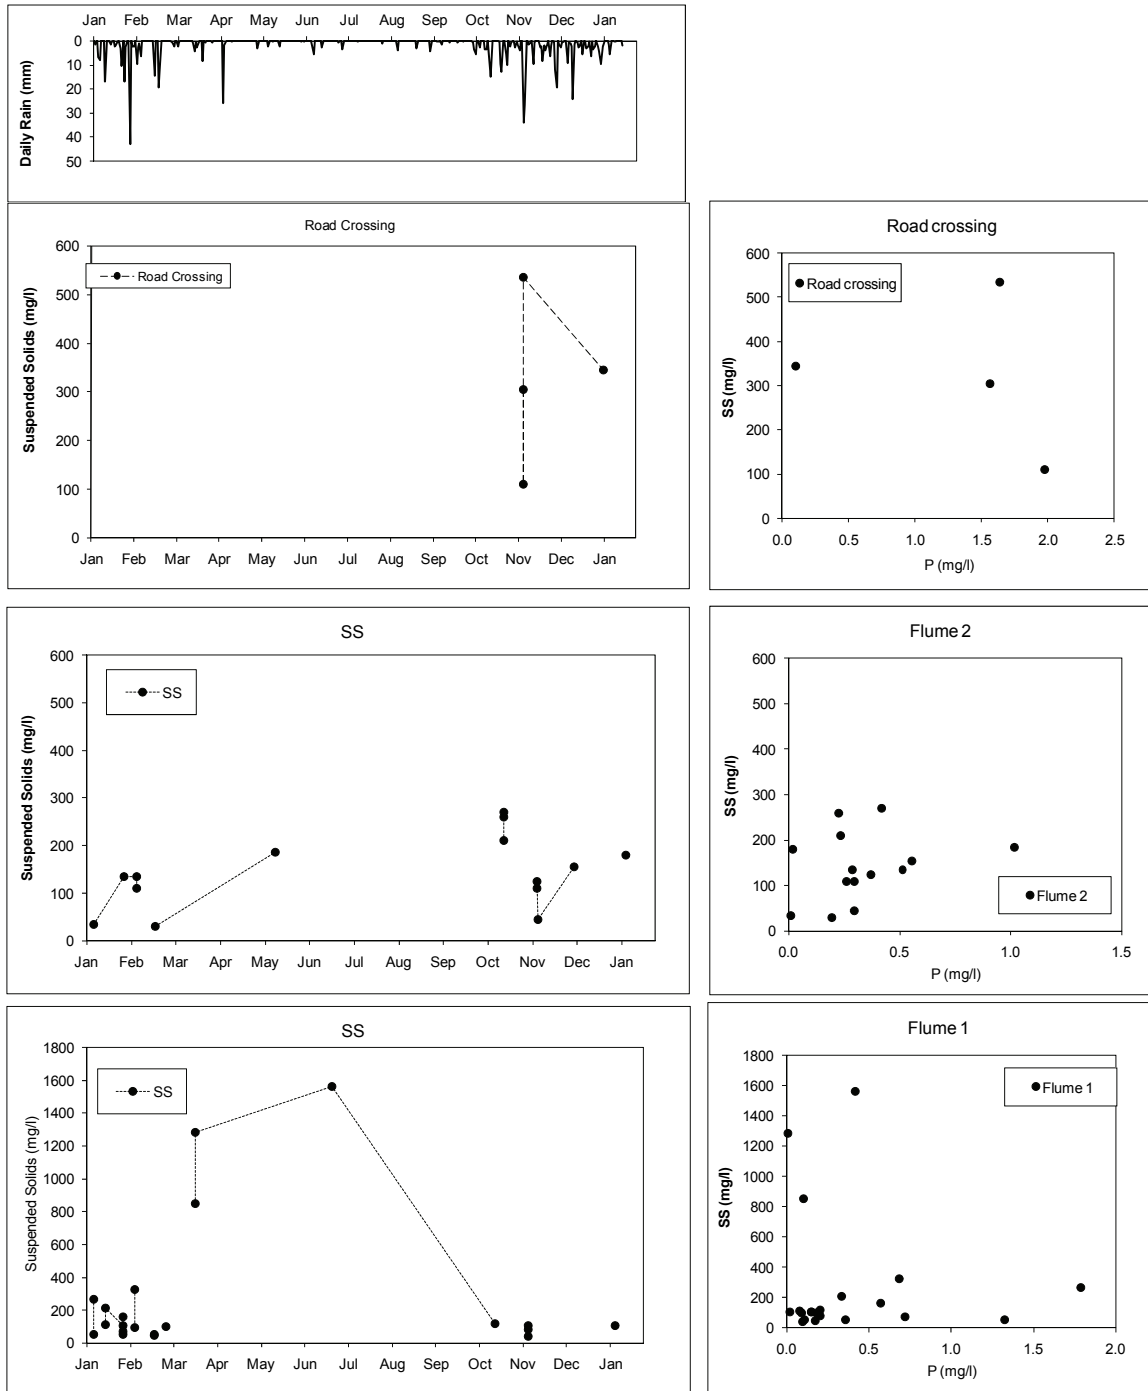 Jan Feb Mar Apr May Jun Jul Aug Sep Oct Nov Dec Jan
0
10
20
30
40
50
Daily Rain (mm)
Road Crossing
Road Crossing
Suspended Solids (mg/l)
600
500
400
300
200
100
0
Jan Feb Mar Apr May Jun Jul Aug Sep Oct Nov Dec Jan
Road crossing
Road crossing
SS (mg/l)
600
500
400
300
200
100
0
0.0 0.5 1.0 1.5 2.0 2.5
P (mg/l)
SS
SS
Suspended Solids (mg/l)
600
500
400
300
200
100
0
Jan Feb Mar Apr May Jun Jul Aug Sep Oct Nov Dec Jan
Flume 2
Flume 2
SS (mg/l)
600
500
400
300
200
100
0
0.0 0.5 1.0 1.5
P (mg/l)
SS
SS
Suspended Solids (mg/l)
1800
1600
1400
1200
1000
800
600
400
200
0
Jan Feb Mar Apr May Jun Jul Aug Sep Oct Nov Dec Jan
Flume 1
Flume 1
SS (mg/l)
1800
1600
1400
1200
1000
800
600
400
200
0
0.0 0.5 1.0 1.5 2.0
P (mg/l)